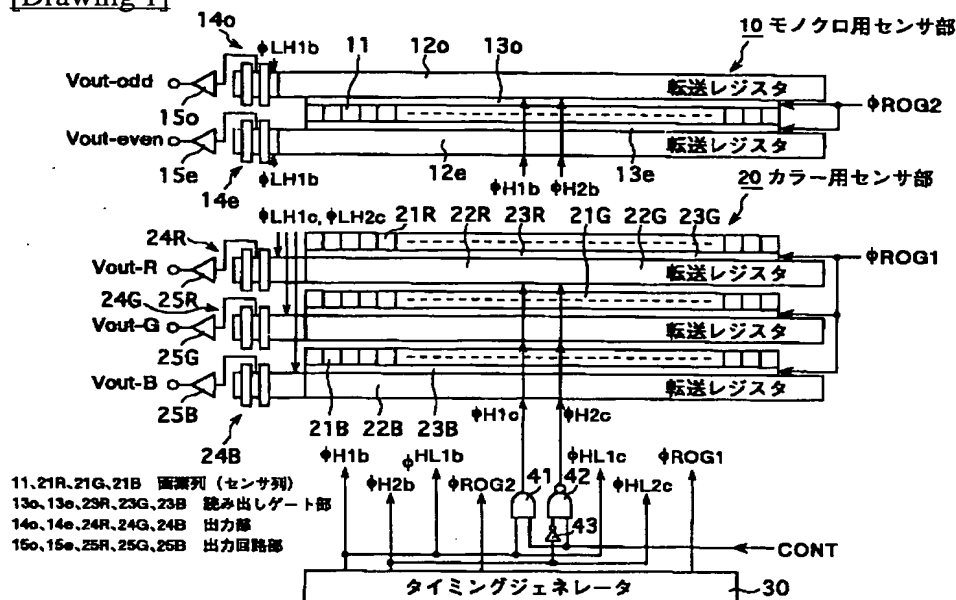 [Drawing 1]
14o
φLH1b
11
12o
13o
10 モノクロ用センサ部
Vout-odd
転送レジスタ
15o
φROG2
Vout-even
転送レジスタ
15e
14e
φLH1b
12e
φH1b
φH2b
13e
20 カラー用センサ部
φLH1c, φLH2c
21R
22R
23R
21G
22G
23G
24R
φROG1
Vout-R
転送レジスタ
24G
25R
Vout-G
転送レジスタ
25G
Vout-B
転送レジスタ
25B
24B
21B
22B
23B
φH1c
φH2c
φH1b
φH2b
φHL1b
φROG2
41
42
43
φHL1c
φHL2c
φROG1
11、21R、21G、21B 画素列（センサ列）
13o、13e、23R、23G、23B 読み出しゲート部
14o、14e、24R、24G、24B 出力部
15o、15e、25R、25G、25B 出力回路部
CONT
タイミングジェネレータ
30